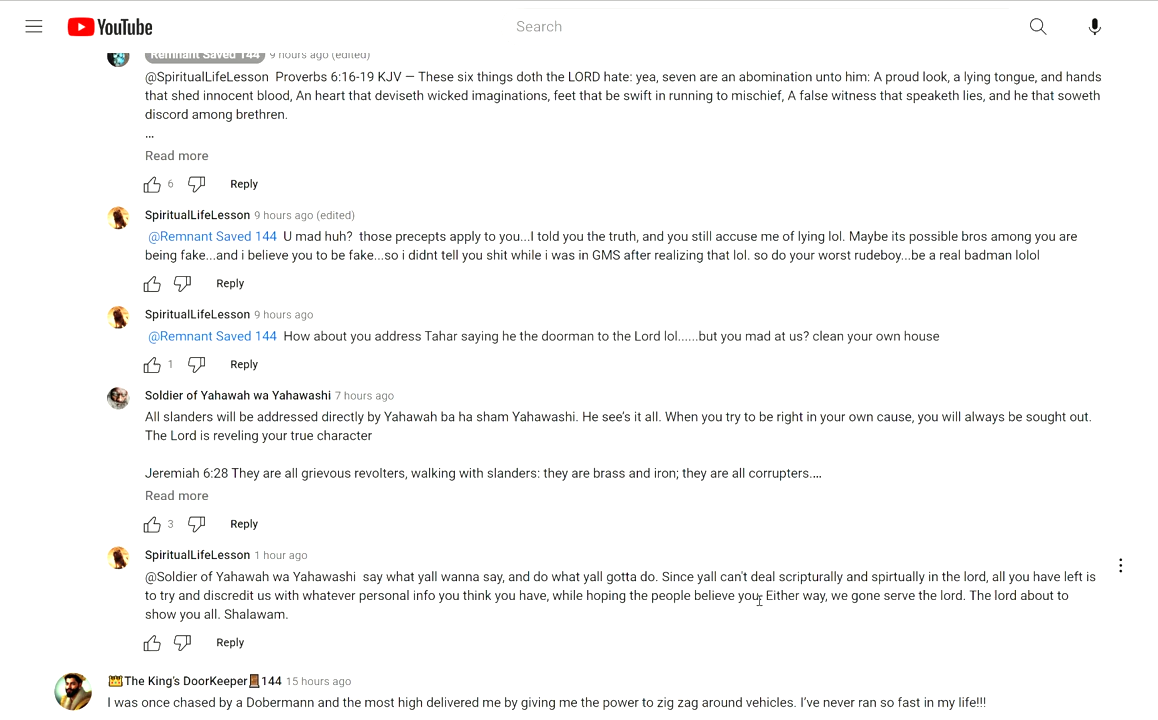 YouTube
Search
Remnant Saved 144 9 hours ago (edited)
@SpiritualLifeLesson Proverbs 6:16-19 KJV — These six things doth the LORD hate: yea, seven are an abomination unto him: A proud look, a lying tongue, and hands
that shed innocent blood, An heart that deviseth wicked imaginations, feet that be swift in running to mischief, A false witness that speaketh lies, and he that soweth
discord among brethren.
...
Read more
6 Reply
SpiritualLifeLesson 9 hours ago (edited)
@Remnant Saved 144 U mad huh? those precepts apply to you...I told you the truth, and you still accuse me of lying lol. Maybe its possible bros among you are
being fake...and i believe you to be fake...so i didnt tell you shit while i was in GMS after realizing that lol. so do your worst rudeboy...be a real badman lolol
Reply
SpiritualLifeLesson 9 hours ago
@Remnant Saved 144 How about you address Tahar saying he the doorman to the Lord lol......but you mad at us? clean your own house
1 Reply
Soldier of Yahawah wa Yahawashi 7 hours ago
All slanders will be addressed directly by Yahawah ba ha sham Yahawashi. He see's it all. When you try to be right in your own cause, you will always be sought out.
The Lord is reveling your true character
Jeremiah 6:28 They are all grievous revolters, walking with slanders: they are brass and iron; they are all corrupters....
Read more
3 Reply
SpiritualLifeLesson 1 hour ago
@Soldier of Yahawah wa Yahawashi say what yall wanna say, and do what yall gotta do. Since yall can't deal scripturally and spirtually in the lord, all you have left is
to try and discredit us with whatever personal info you think you have, while hoping the people believe you. Either way, we gone serve the lord. The lord about to
show you all. Shalawam.
Reply
👑The King's DoorKeeper🚪144 15 hours ago
I was once chased by a Dobermann and the most high delivered me by giving me the power to zig zag around vehicles. I've never ran so fast in my life!!!